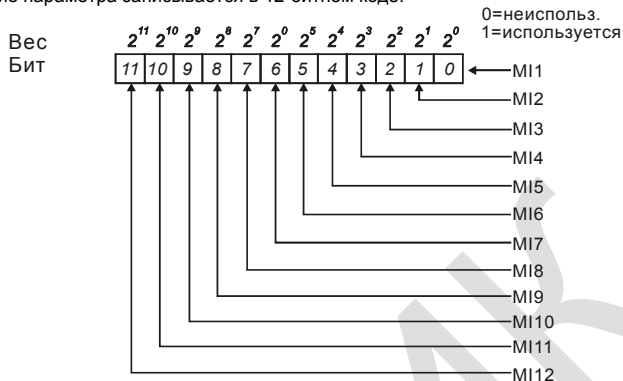 параметра записывается в 12-битном коде:
0=неиспольз.
1=используется
Вес 2¹¹ 2¹⁰ 2⁹ 2⁸ 2⁷ 2⁰ 2⁵ 2⁴ 2³ 2² 2¹ 2⁰
Бит 11 10 9 8 7 6 5 4 3 2 1 0
MI1
MI2
MI3
MI4
MI5
MI6
MI7
MI8
MI9
MI10
MI11
MI12